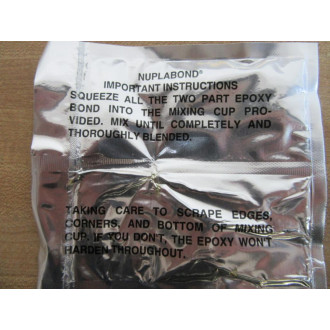 NUPLABOND®
IMPORTANT INSTRUCTIONS
SQUEEZE ALL THE TWO PART EPOXY
BOND INTO THE MIXING CUP PRO-
VIDED. MIX UNTIL COMPLETELY AND
THOROUGHLY BLENDED.
TAKING CARE TO SCRAPE EDGES,
CORNERS, AND BOTTOM OF MIXING
CUP. IF YOU DON'T, THE EPOXY WON'T
HARDEN THROUGHOUT.